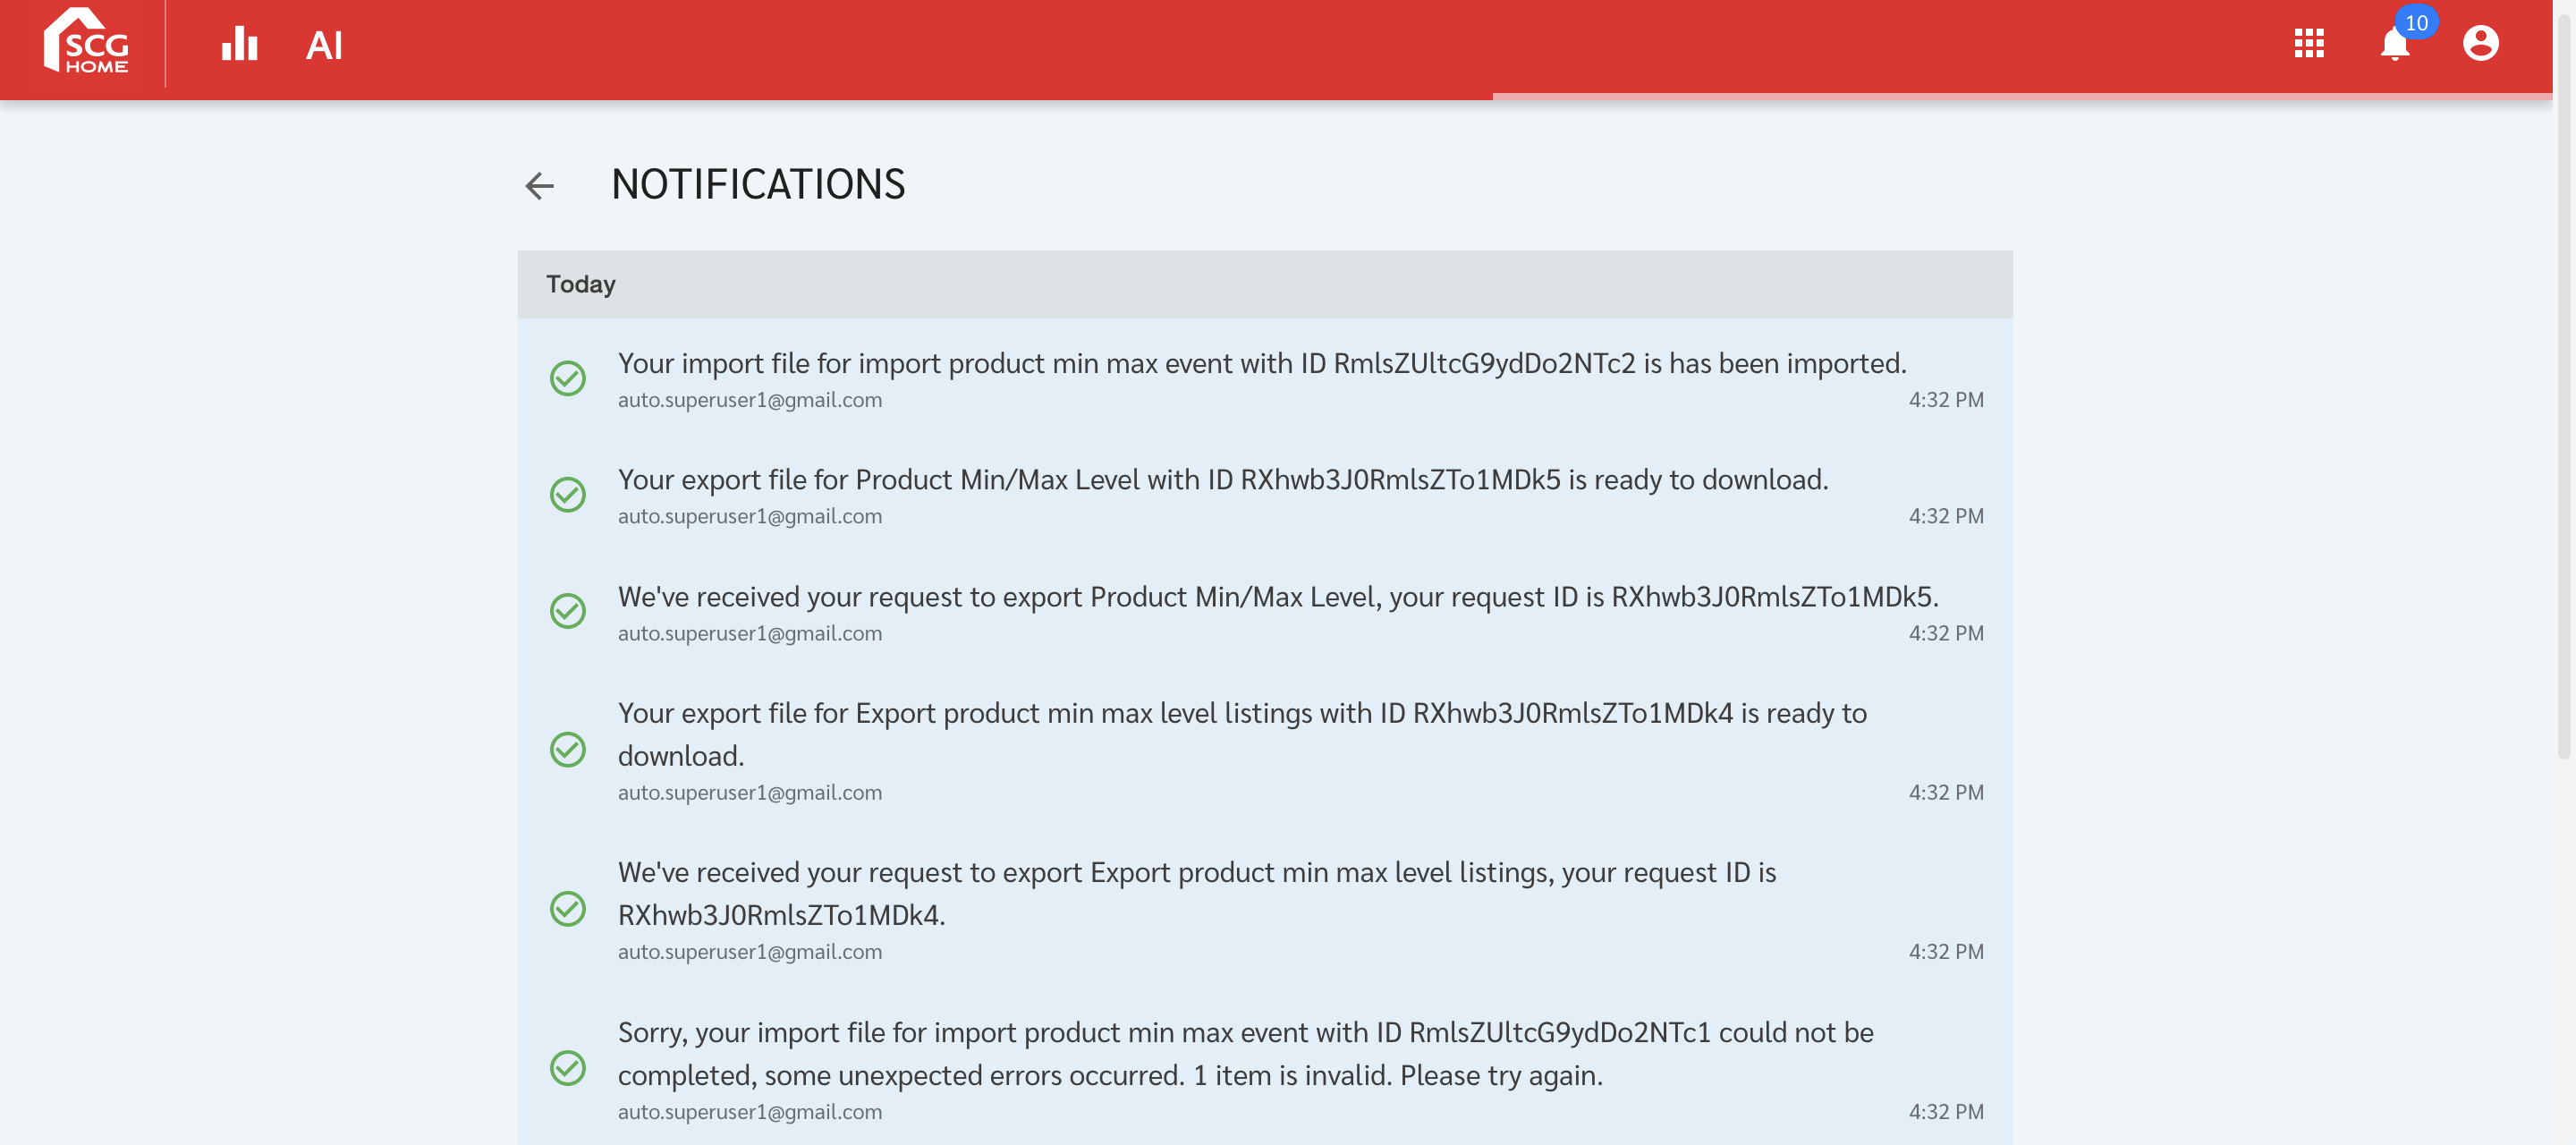 SCG
HOME
AI
10
NOTIFICATIONS
Today
Your import file for import product min max event with ID RmlsZUltcG9ydDo2NTc2 is has been imported.
auto.superuser1@gmail.com 4:32 PM
Your export file for Product Min/Max Level with ID RXhwb3J0RmlsZTo1MDk5 is ready to download.
auto.superuser1@gmail.com 4:32 PM
We've received your request to export Product Min/Max Level, your request ID is RXhwb3J0RmlsZTo1MDk5.
auto.superuser1@gmail.com 4:32 PM
Your export file for Export product min max level listings with ID RXhwb3J0RmlsZTo1MDk4 is ready to
download.
auto.superuser1@gmail.com 4:32 PM
We've received your request to export Export product min max level listings, your request ID is
RXhwb3J0RmlsZTo1MDk4.
auto.superuser1@gmail.com 4:32 PM
Sorry, your import file for import product min max event with ID RmlsZUltcG9ydDo2NTc1 could not be
completed, some unexpected errors occurred. 1 item is invalid. Please try again.
auto.superuser1@gmail.com 4:32 PM